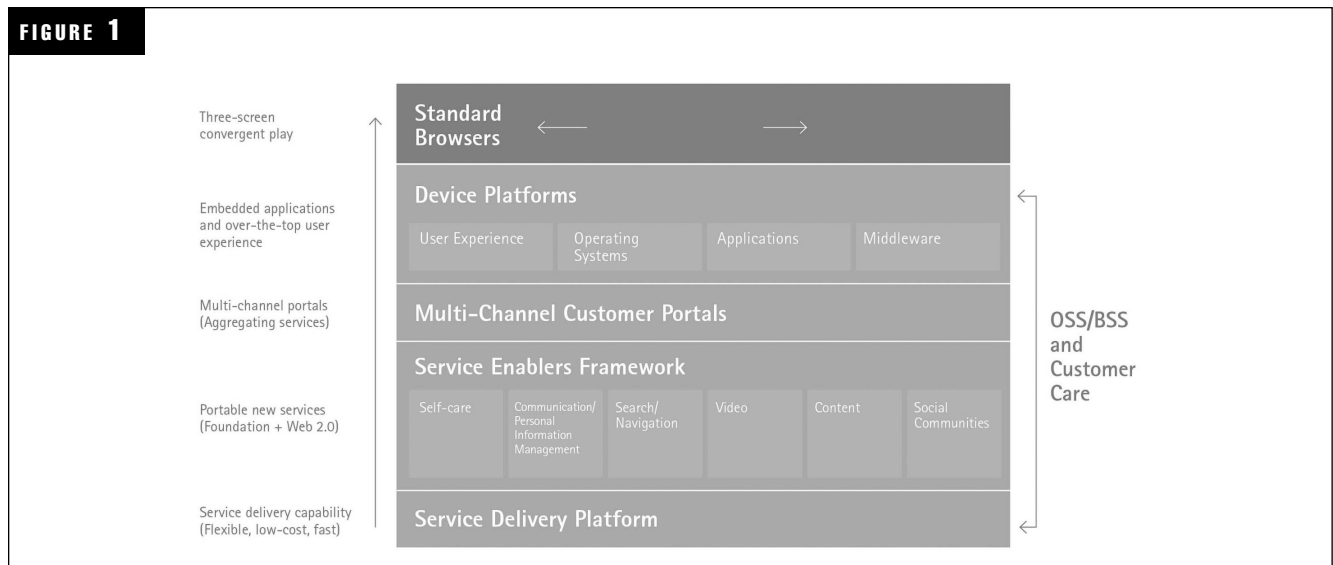 FIGURE 1
Three-screen
convergent play
Standard
Browsers
Embedded applications
and over-the-top user
experience
Device Platforms
User Experience
Operating
Systems
Applications
Middleware
Multi-channel portals
(Aggregating services)
Multi-Channel Customer Portals
Portable new services
(Foundation + Web 2.0)
Service Enablers Framework
Self-care
Communication/
Personal
Information
Management
Search/
Navigation
Video
Content
Social
Communities
Service delivery capability
(Flexible, low-cost, fast)
Service Delivery Platform
OSS/BSS
and
Customer
Care